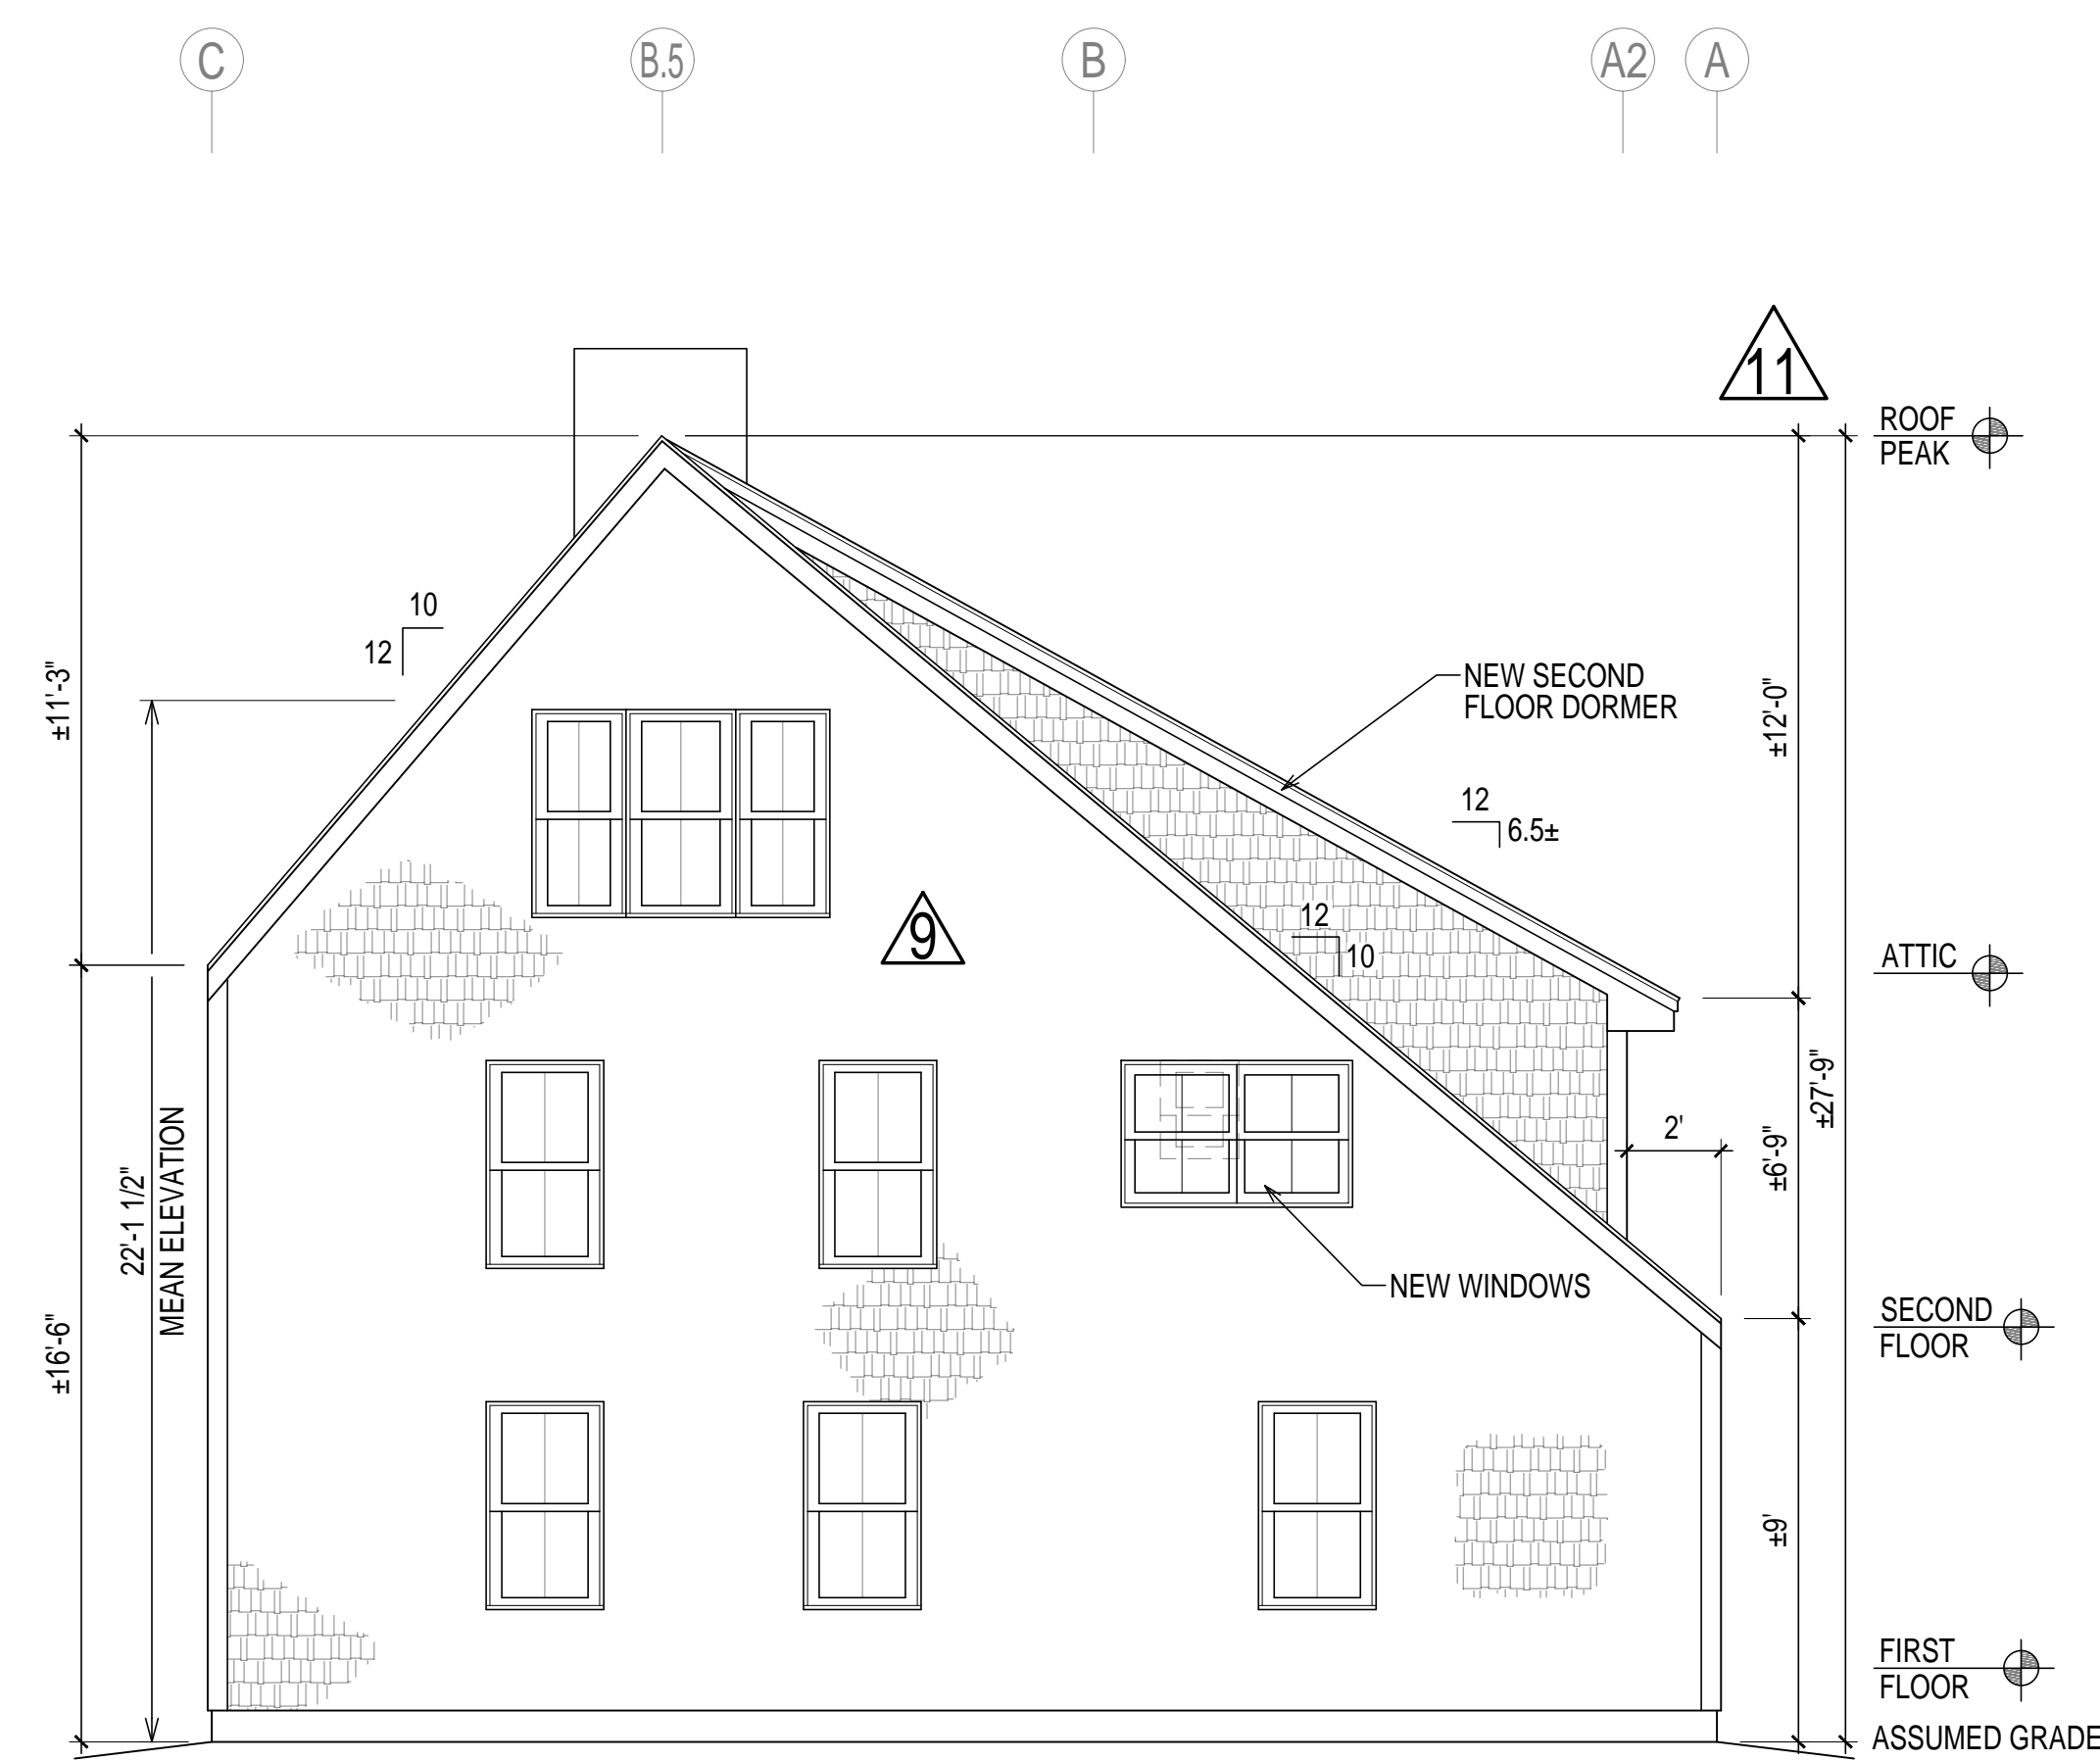 C
B.5
B
A2
A
11
ROOF
PEAK
10
12
±11'-3"
NEW SECOND
FLOOR DORMER
±12'-0"
12
6.5±
9
12
10
ATTIC
±27'-9"
2'
±6'-9"
22'-1 1/2"
MEAN ELEVATION
NEW WINDOWS
SECOND
FLOOR
±16'-6"
±9'
FIRST
FLOOR
ASSUMED GRADE